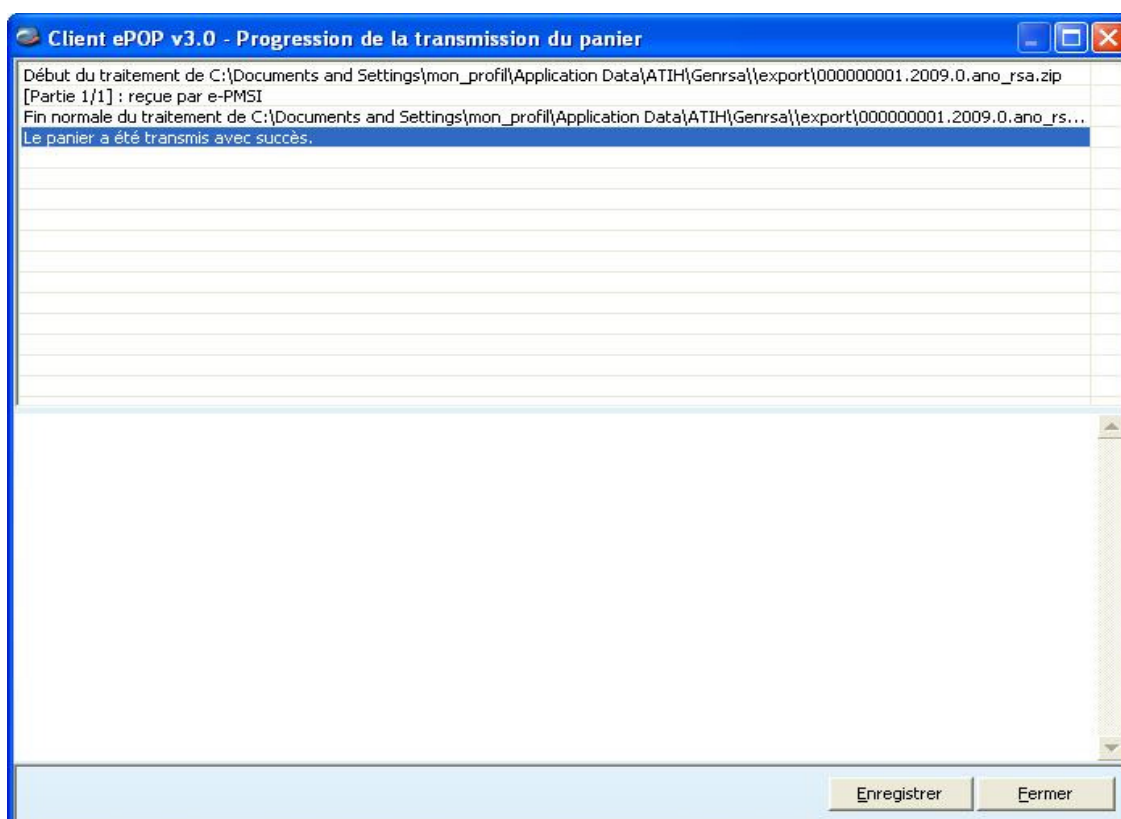 Client ePOP v3.0 - Progression de la transmission du panier
Début du traitement de C:\Documents and Settings\mon_profil\Application Data\ATIH\Genrsa\\export\000000001.2009.0.ano_rsa.zip
[Partie 1/1] : reçue par e-PMSI
Fin normale du traitement de C:\Documents and Settings\mon_profil\Application Data\ATIH\Genrsa\\export\000000001.2009.0.ano_rs...
Le panier a été transmis avec succès.
Enregistrer
Fermer